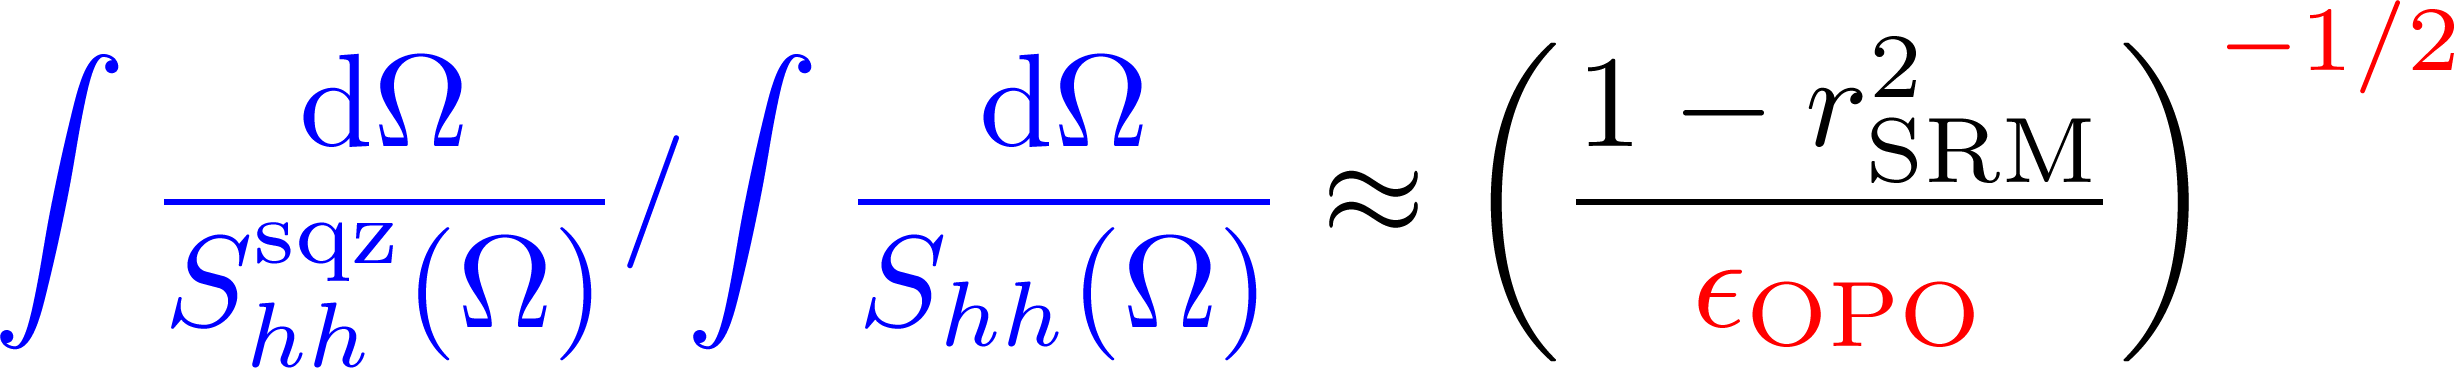 ∫ dΩ / S_{hh}^{sqz}(Ω) / ∫ dΩ / S_{hh}(Ω) ≈ ( (1 − r_{SRM}^{2}) / ϵ_{OPO} )^{−1/2}